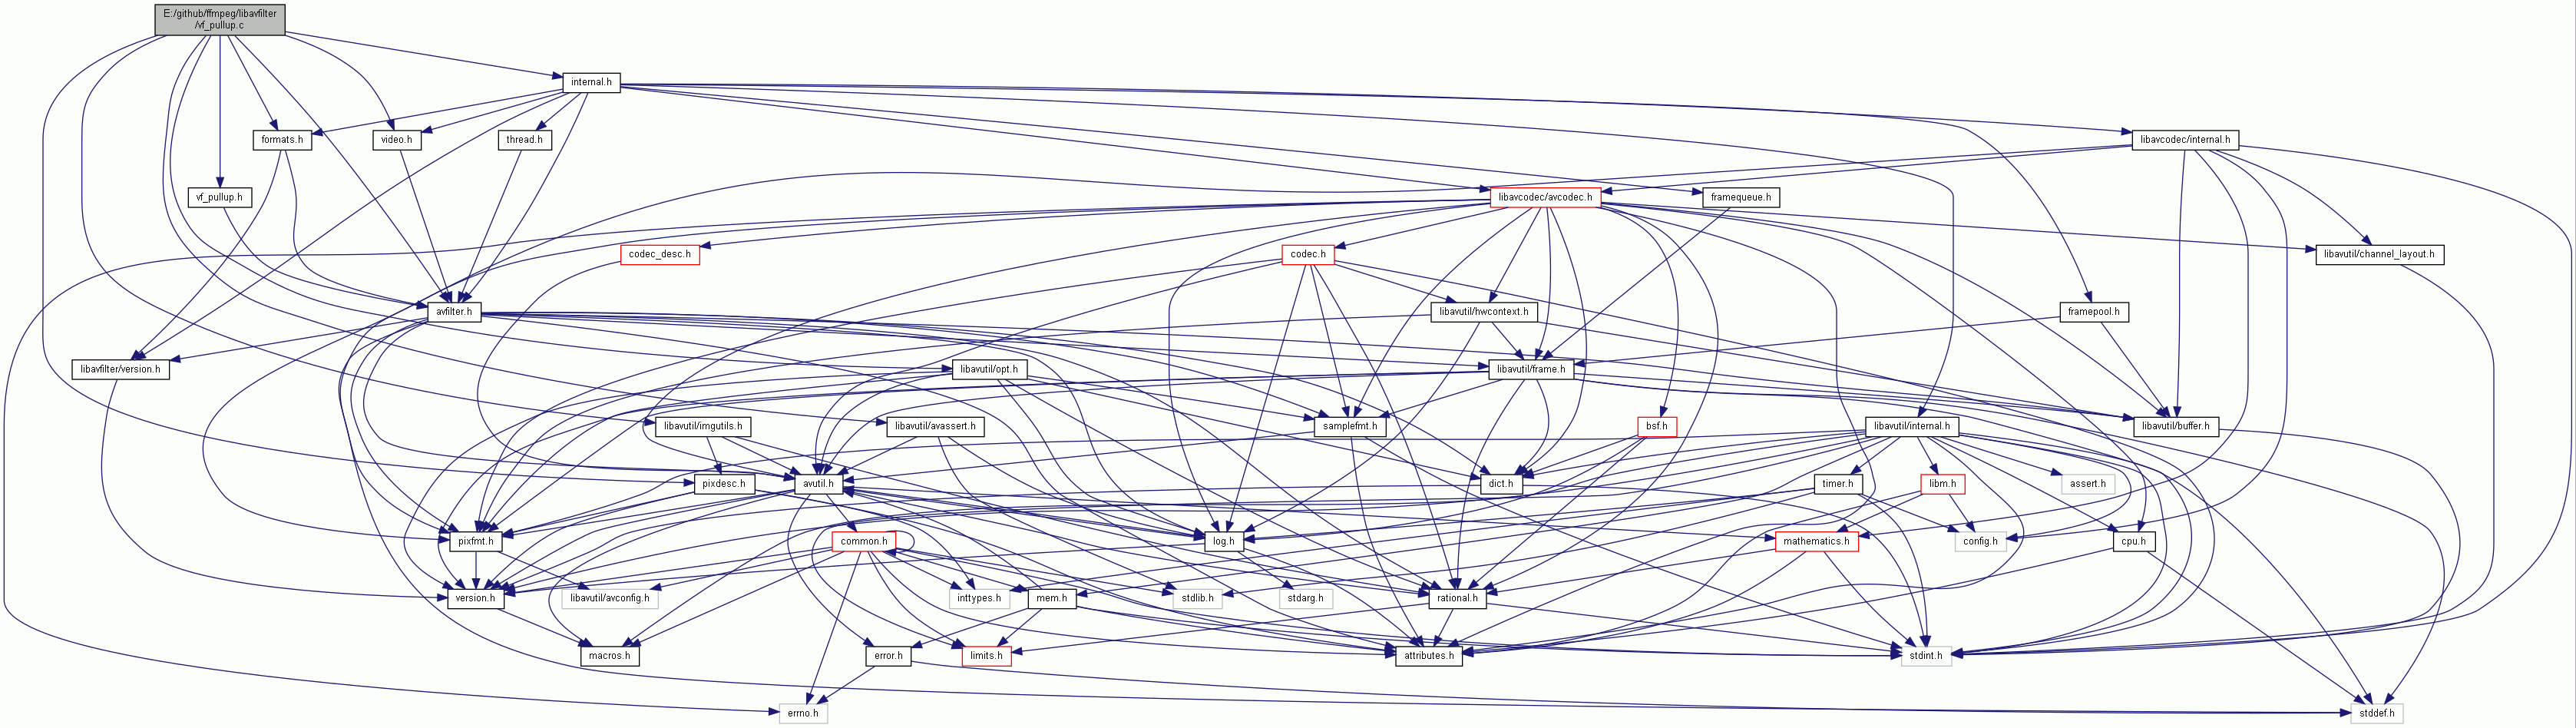 E:/github/ffmpeg/libavfilter
/vf_pullup.c
internal.h
formats.h
video.h
thread.h
libavcodec/internal.h
vf_pullup.h
libavcodec/avcodec.h
framequeue.h
codec_desc.h
codec.h
libavutil/channel_layout.h
avfilter.h
libavutil/hwcontext.h
framepool.h
libavfilter/version.h
libavutil/opt.h
libavutil/frame.h
libavutil/imgutils.h
libavutil/avassert.h
samplefmt.h
bsf.h
libavutil/internal.h
libavutil/buffer.h
pixdesc.h
avutil.h
dict.h
timer.h
libm.h
assert.h
pixfmt.h
common.h
log.h
mathematics.h
config.h
cpu.h
version.h
libavutil/avconfig.h
inttypes.h
mem.h
stdlib.h
stdarg.h
rational.h
macros.h
error.h
limits.h
attributes.h
stdint.h
errno.h
stddef.h